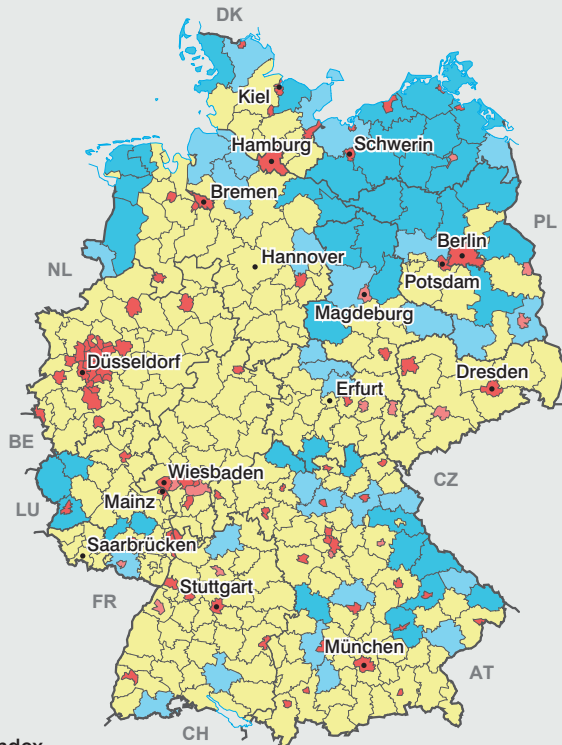 DK
Kiel
Hamburg
Schwerin
Bremen
Berlin
PL
Hannover
NL
Potsdam
Magdeburg
Düsseldorf
Dresden
Erfurt
BE
Wiesbaden
CZ
LU
Mainz
Saarbrücken
Stuttgart
FR
München
AT
CH